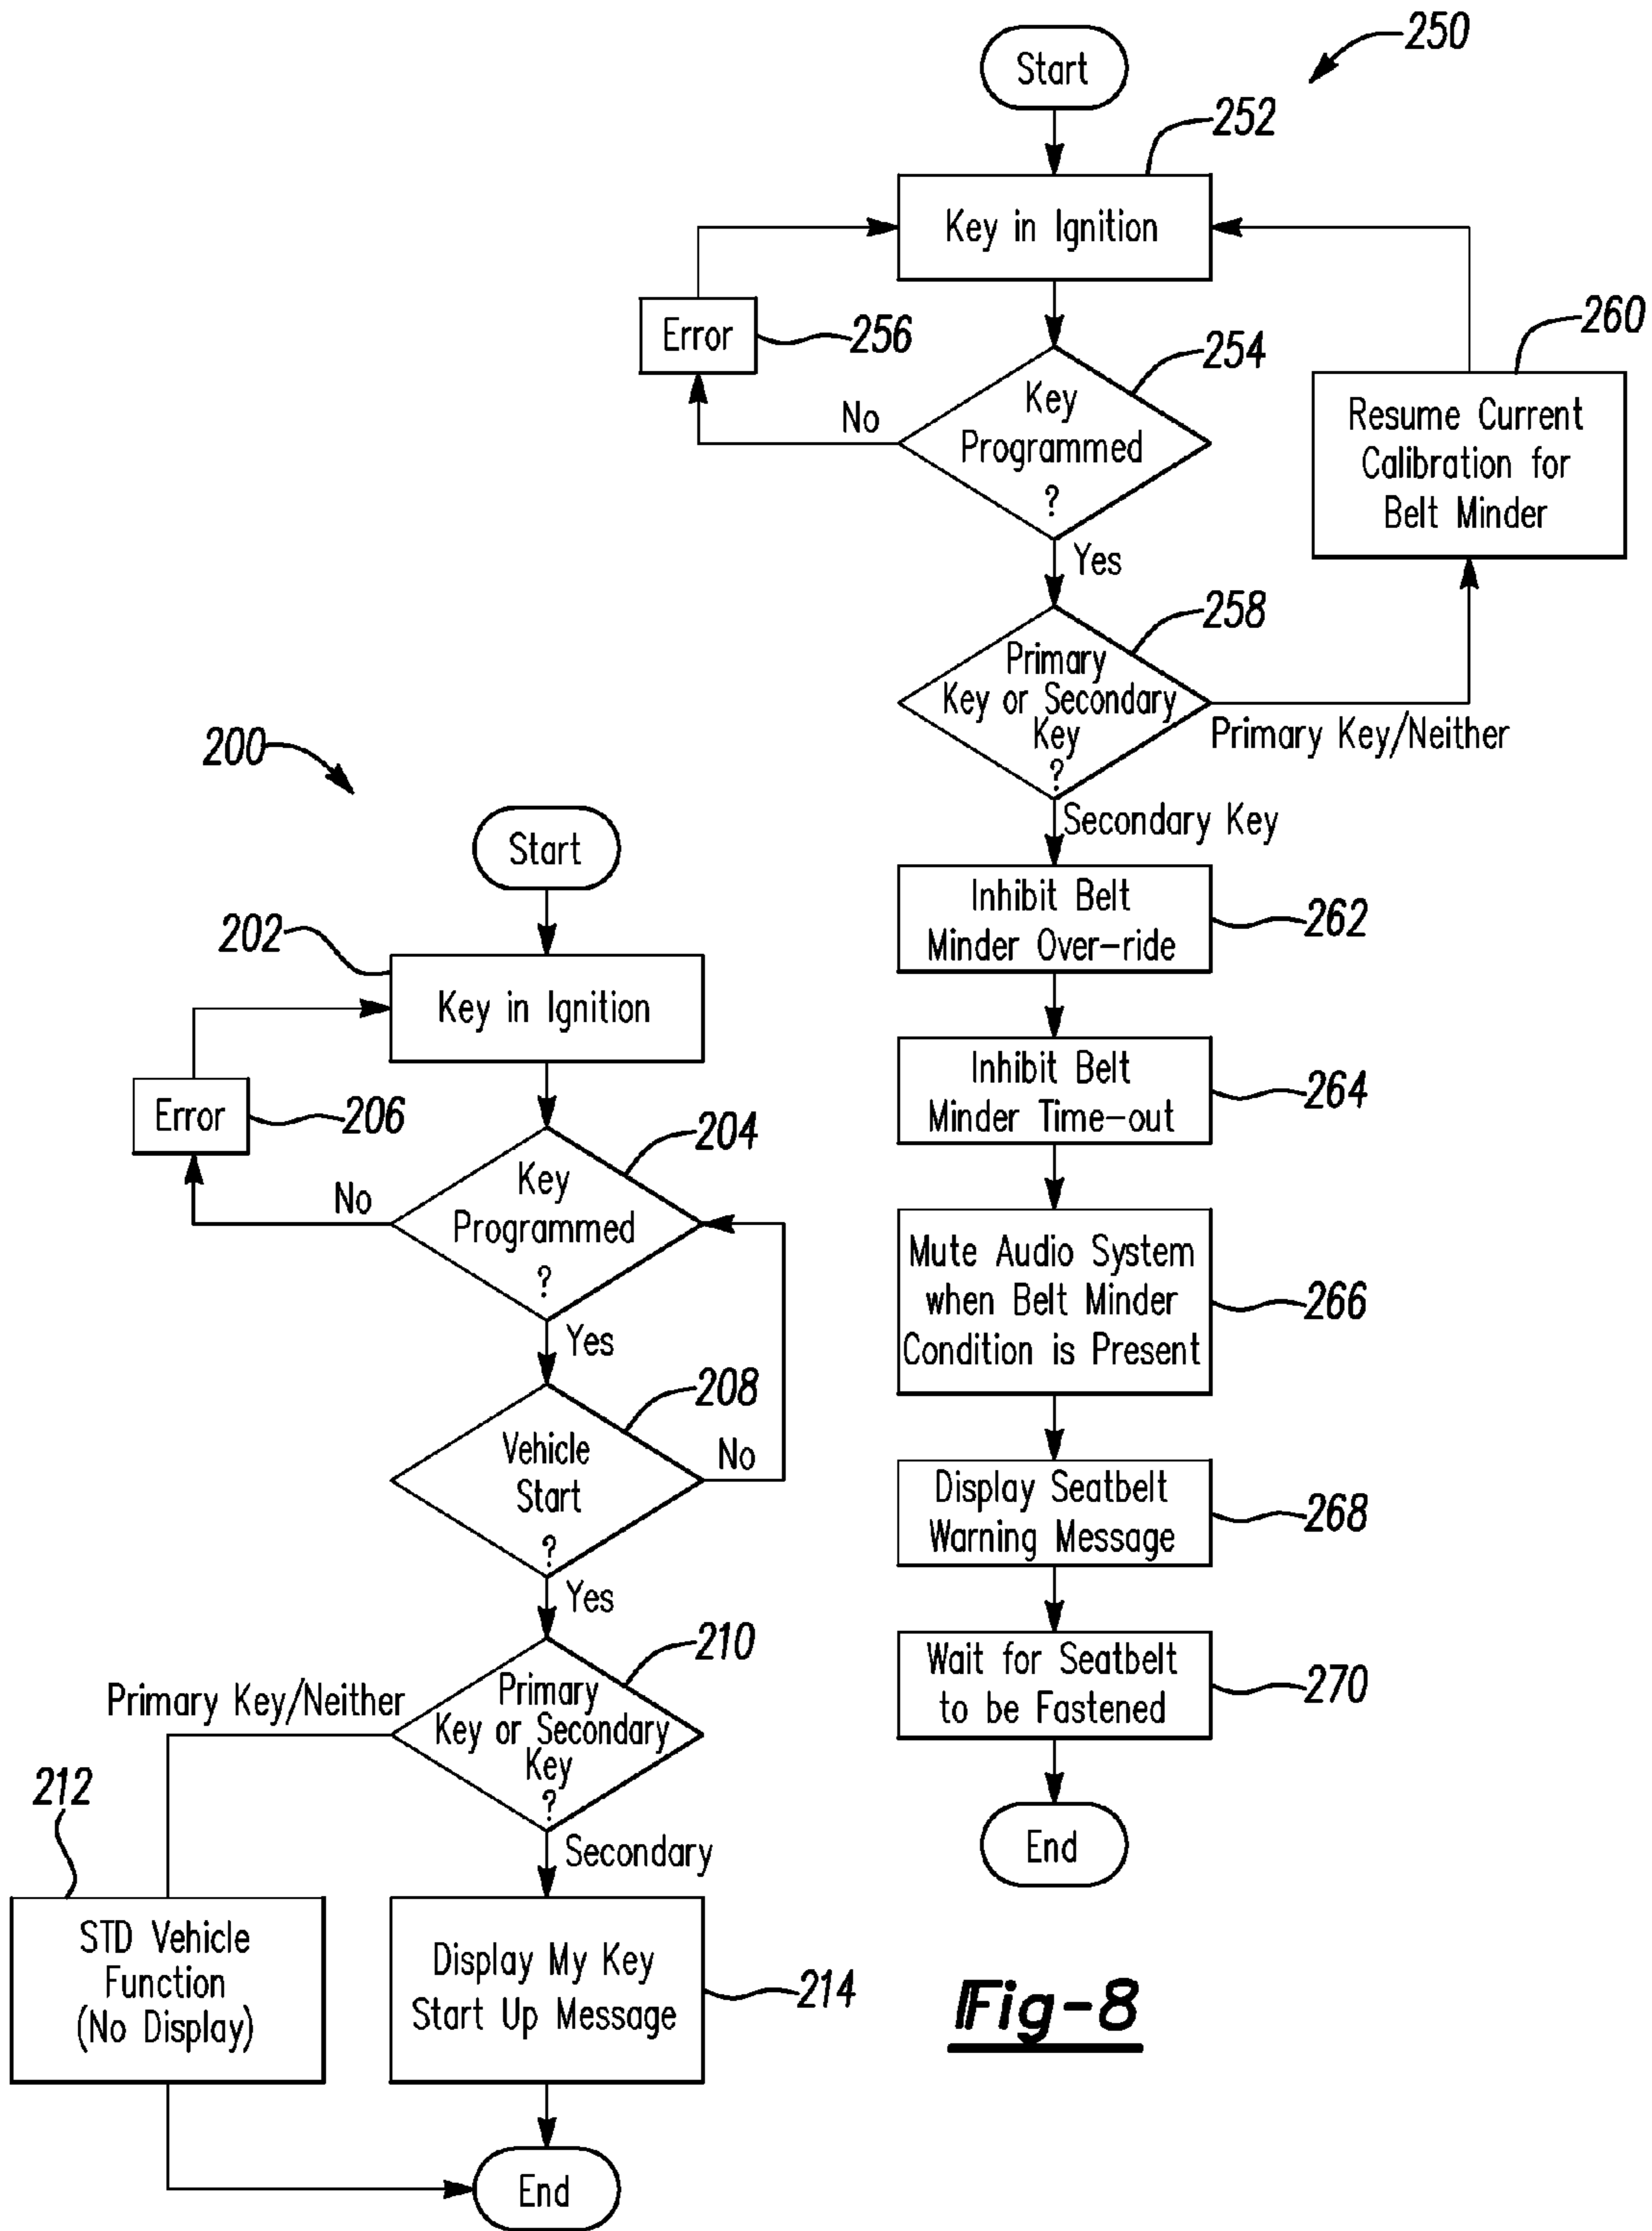 250
Start
252
Key in Ignition
Error
256
254
Key
Programmed
?
No
Yes
260
Resume Current
Calibration for
Belt Minder
258
Primary
Key or Secondary
Key
?
Primary Key/Neither
Secondary Key
Inhibit Belt
Minder Over-ride
262
Inhibit Belt
Minder Time-out
264
Mute Audio System
when Belt Minder
Condition is Present
266
Display Seatbelt
Warning Message
268
Wait for Seatbelt
to be Fastened
270
End
200
Start
202
Key in Ignition
Error
206
204
Key
Programmed
?
No
Yes
208
Vehicle
Start
?
No
Yes
210
Primary
Key or Secondary
Key
?
Primary Key/Neither
Secondary
212
STD Vehicle
Function
(No Display)
Display My Key
Start Up Message
214
End
Fig-8